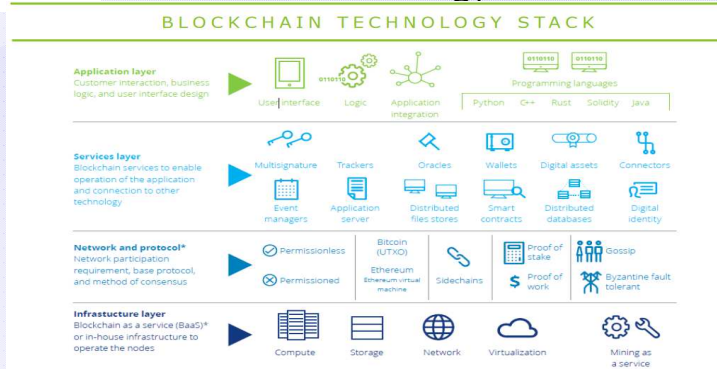 BLOCKCHAIN TECHNOLOGY STACK
Application layer
Customer interaction, business
logic, and user interface design
0110110
0110110
0110110
User interface
Logic
Application
integration
Programming languages
Python C++ Rust Solidity Java
Services layer
Blockchain services to enable
operation of the application
and connection to other
technology
Multisignature Trackers Oracles Wallets Digital assets Connectors
Event
managers
Application
server
Distributed
files stores
Smart
contracts
Distributed
databases
Digital
identity
Network and protocol*
Network participation
requirement, base protocol,
and method of consensus
Permissionless
Permissioned
Bitcoin
(UTXO)
Ethereum
Ethereum virtual
machine
Sidechains
Proof of
stake
$ Proof of
work
Gossip
Byzantine fault
tolerant
Infrastucture layer
Blockchain as a service (BaaS)*
or in-house infrastructure to
operate the nodes
Compute Storage Network Virtualization
Mining as
a service